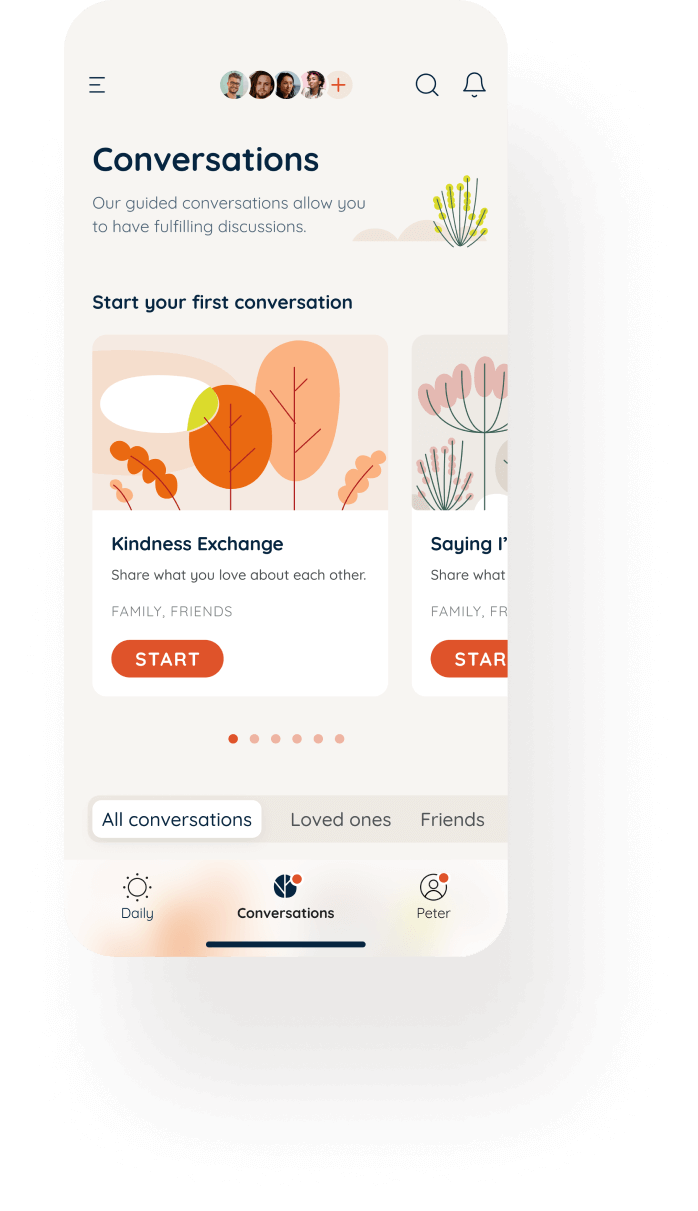 Conversations
Our guided conversations allow you
to have fulfilling discussions.
Start your first conversation
Kindness Exchange
Share what you love about each other.
FAMILY, FRIENDS
START
Saying I’
Share what
FAMILY, FR
STAR
All conversations
Loved ones
Friends
Daily
Conversations
Peter